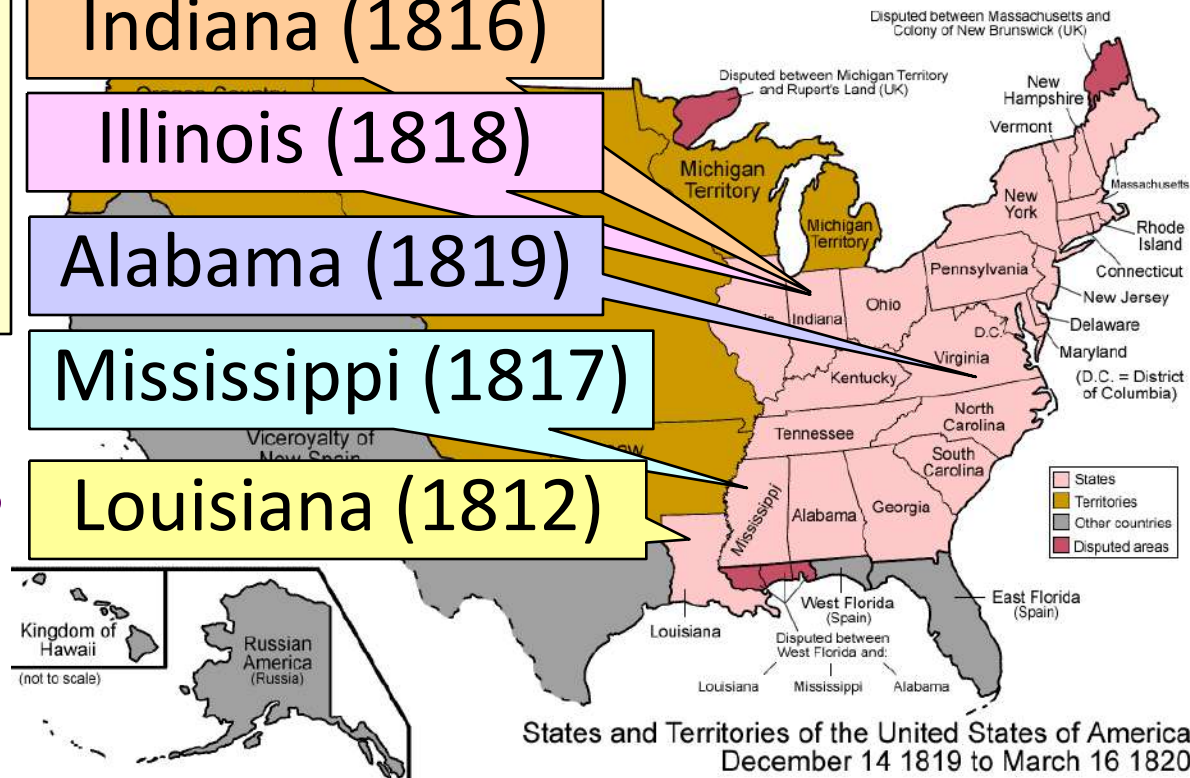 Indiana (1816)
Illinois (1818)
Alabama (1819)
Mississippi (1817)
Louisiana (1812)
Disputed between Massachusetts and
Colony of New Brunswick (UK)
Disputed between Michigan Territory
and Rupert's Land (UK)
New
Hampshire
Vermont
Michigan
Territory
Michigan
Territory
New
York
Massachusetts
Rhode
Island
Connecticut
Pennsylvania
New Jersey
Delaware
Maryland
(D.C. = District
of Columbia)
D.C.
Indiana
Ohio
Virginia
Kentucky
North
Carolina
Tennessee
South
Carolina
Mississippi
Alabama
Georgia
States
Territories
Other countries
Disputed areas
Viceroyalty of
New Spain
Louisiana
West Florida
(Spain)
East Florida
(Spain)
Disputed between
West Florida and:
Louisiana
Mississippi
Alabama
Kingdom of
Hawaii
(not to scale)
Russian
America
(Russia)
States and Territories of the United States of America
December 14 1819 to March 16 1820